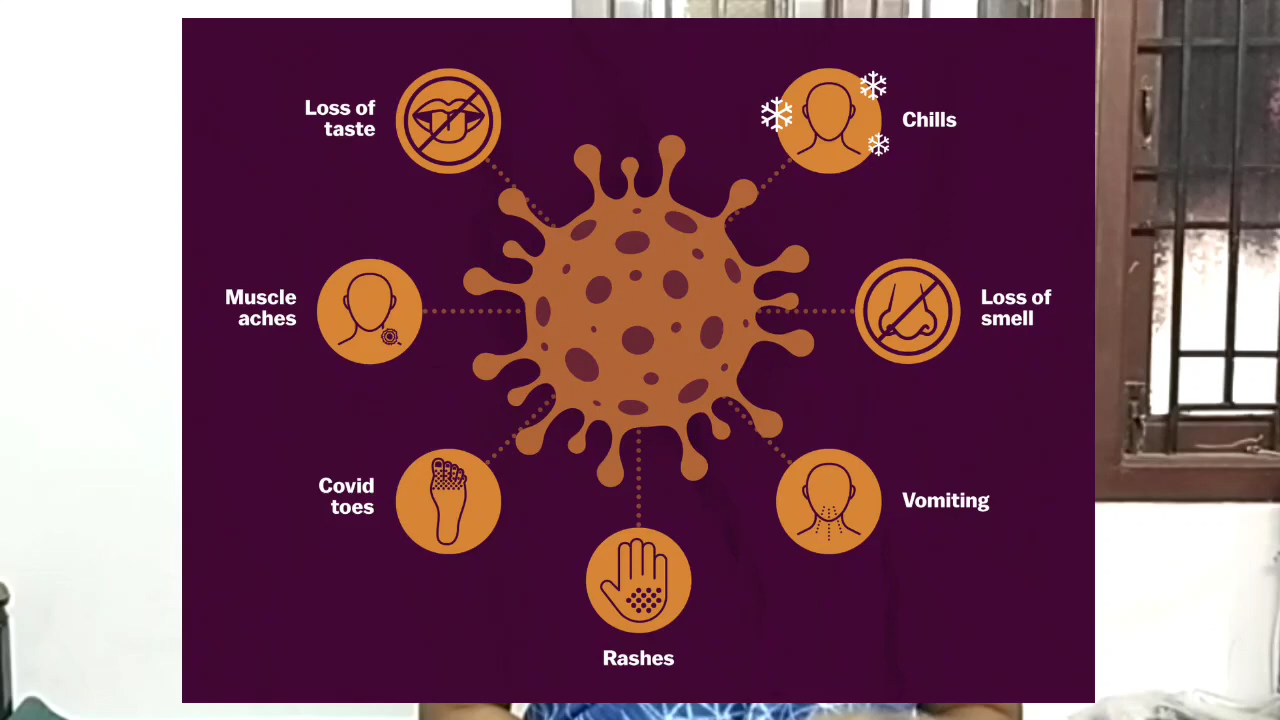 Loss of
taste
Chills
Muscle
aches
Loss of
smell
Covid
toes
Vomiting
Rashes